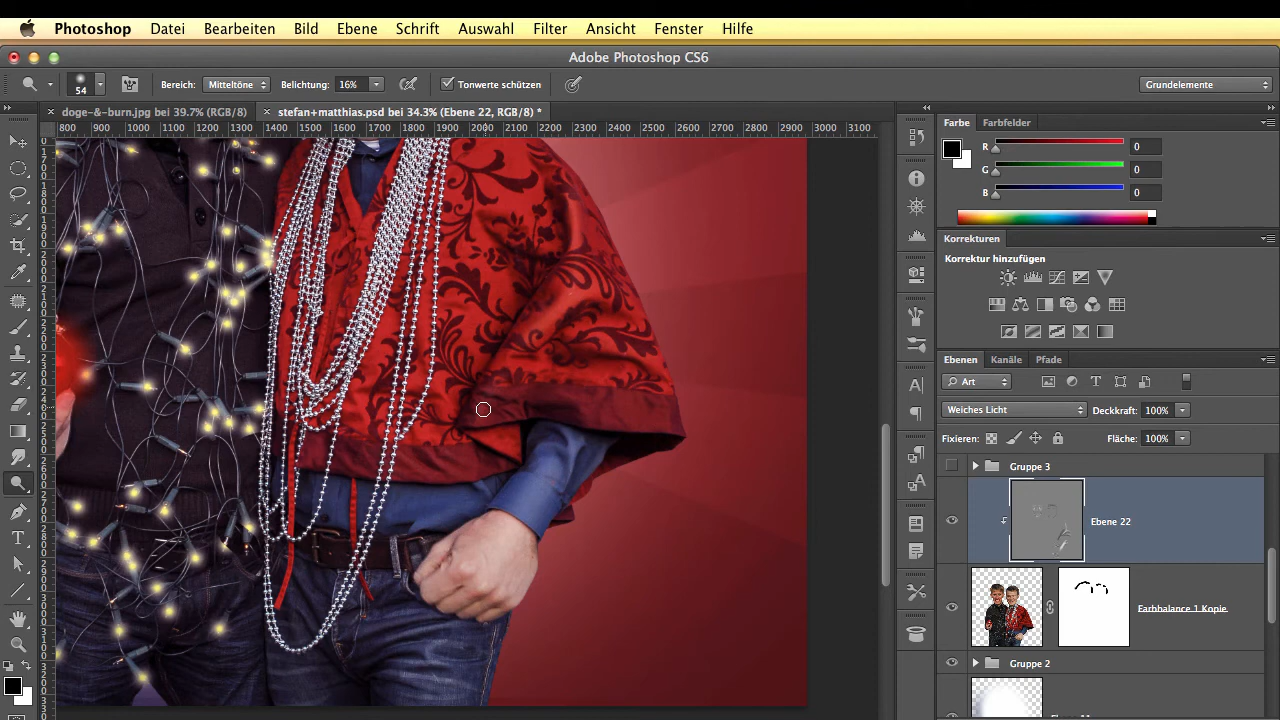 Photoshop Datei Bearbeiten Bild Ebene Schrift Auswahl Filter Ansicht Fenster Hilfe
Adobe Photoshop CS6
54 Bereich: Mitteltöne Belichtung: 16% Tonwerte schützen Grundelemente
doge-&-burn.jpg bei 39.7% (RGB/8) stefan+matthias.psd bei 34.3% (Ebene 22, RGB/8) *
800 900 1000 1100 1200 1300 1400 1500 1600 1700 1800 1900 2000 2100 2200 2300 2400 2500 2600 2700 2800 2900 3000 3100
Farbe Farbfelder
R 0
G 0
B 0
Korrekturen
Korrektur hinzufügen
Ebenen Kanäle Pfade
Art
Weiches Licht Deckkraft: 100%
Fixieren: Fläche: 100%
Gruppe 3
Ebene 22
Farbbalance 1 Kopie
Gruppe 2